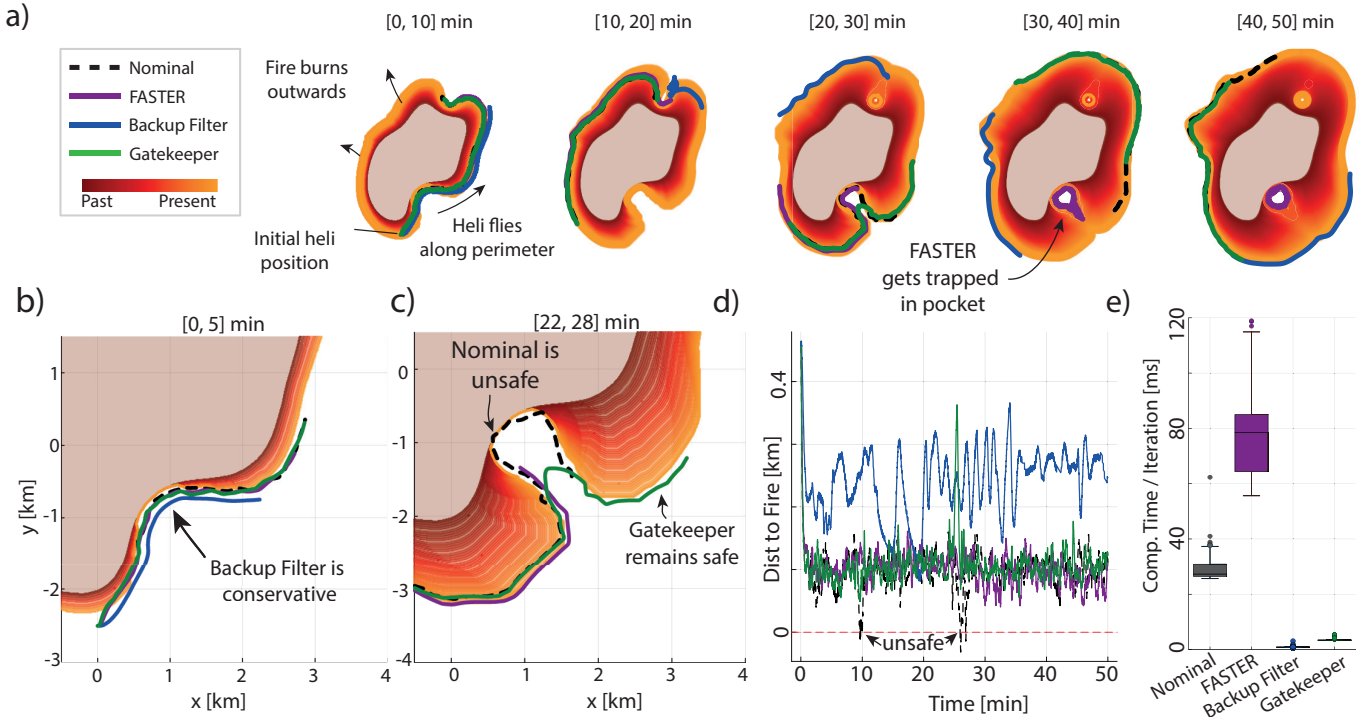 a)
[0, 10] min
[10, 20] min
[20, 30] min
[30, 40] min
[40, 50] min
Nominal
FASTER
Backup Filter
Gatekeeper
Past
Present
Fire burns
outwards
Initial heli
position
Heli flies
along perimeter
FASTER
gets trapped
in pocket
b)
[0, 5] min
1
0
-1
-2
-3
y [km]
0
1
2
3
x [km]
Backup Filter is
conservative
c)
[22, 28] min
Nominal is
unsafe
Gatekeeper
remains safe
0
-1
-2
-3
-4
0
1
2
3
4
x [km]
d)
Dist to Fire [km]
0.4
0
unsafe
0
10
20
30
40
50
Time [min]
e)
Comp. Time / Iteration [ms]
120
80
40
0
Nominal
FASTER
Backup Filter
Gatekeeper